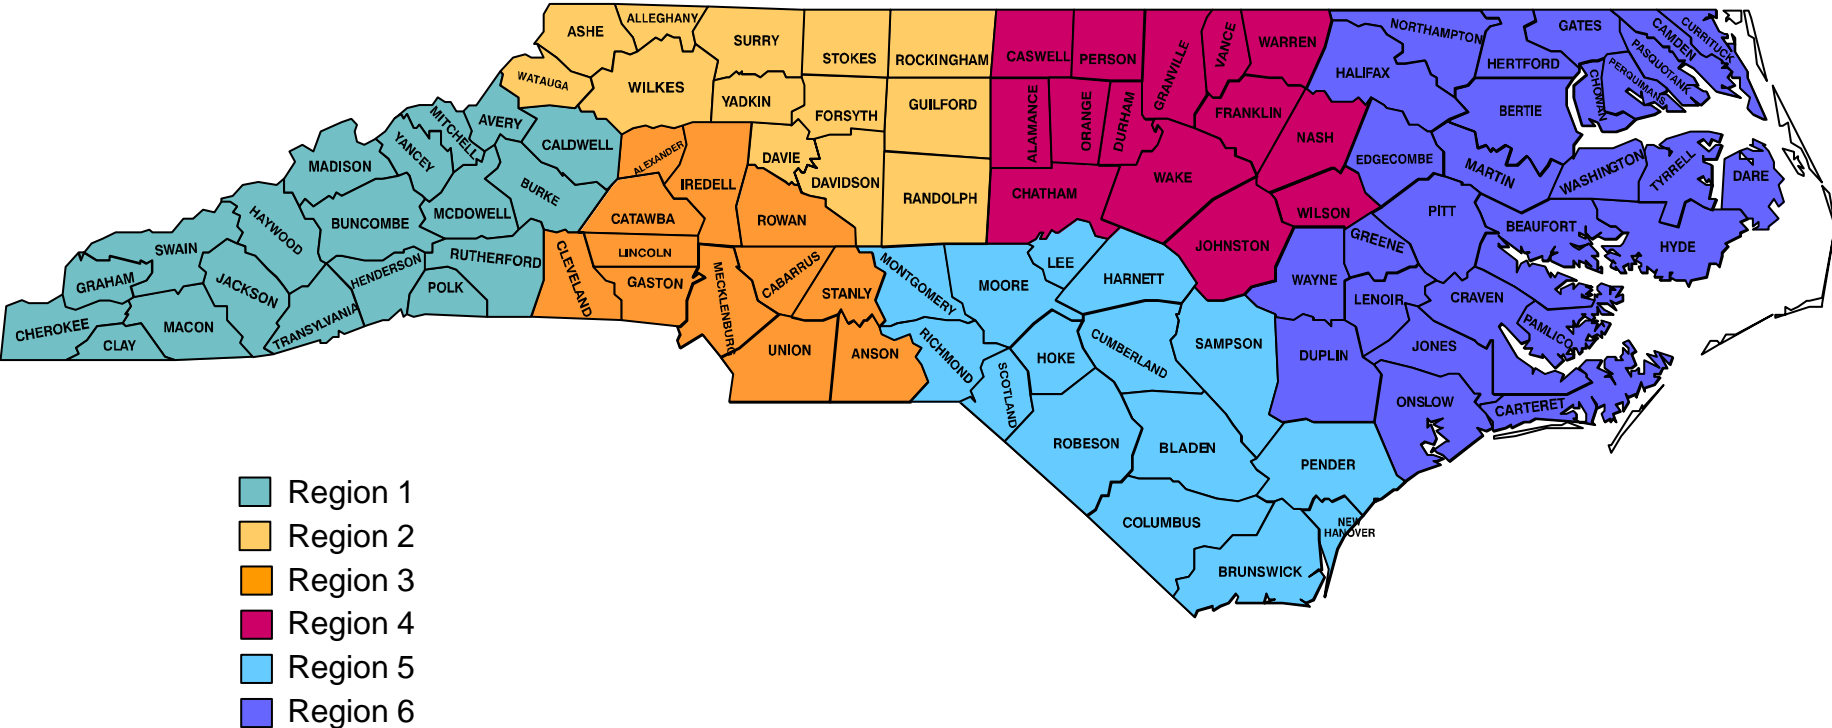 ASHE
ALLEGHANY
SURRY
STOKES
ROCKINGHAM
CASWELL
PERSON
GRANVILLE
VANCE
WARREN
NORTHAMPTON
GATES
CAMDEN
CURRITUCK
PASQUOTANK
PERQUIMANS
CHOWAN
HERTFORD
HALIFAX
BERTIE
WATAUGA
WILKES
YADKIN
FORSYTH
GUILFORD
ALAMANCE
ORANGE
DURHAM
FRANKLIN
NASH
EDGECOMBE
MARTIN
WASHINGTON
TYRRELL
DARE
MITCHELL
AVERY
CALDWELL
ALEXANDER
IREDELL
DAVIE
DAVIDSON
RANDOLPH
CHATHAM
WAKE
WILSON
PITT
BEAUFORT
HYDE
MADISON
YANCEY
BURKE
CATAWBA
ROWAN
JOHNSTON
GREENE
HAYWOOD
BUNCOMBE
MCDOWELL
SWAIN
RUTHERFORD
CLEVELAND
LINCOLN
GASTON
MECKLENBURG
CABARRUS
STANLY
MONTGOMERY
MOORE
LEE
HARNETT
WAYNE
LENOIR
CRAVEN
PAMLICO
GRAHAM
JACKSON
HENDERSON
POLK
TRANSYLVANIA
CHEROKEE
MACON
CLAY
UNION
ANSON
RICHMOND
SCOTLAND
HOKE
CUMBERLAND
SAMPSON
DUPLIN
JONES
ONSLOW
CARTERET
ROBESON
BLADEN
PENDER
COLUMBUS
NEW
HANOVER
BRUNSWICK
Region 1
Region 2
Region 3
Region 4
Region 5
Region 6